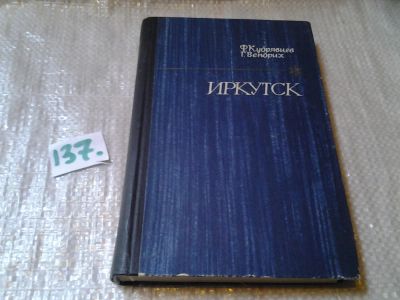 Ф. Кудрявцев
Г. Вендрих
ИРКУТСК
137.